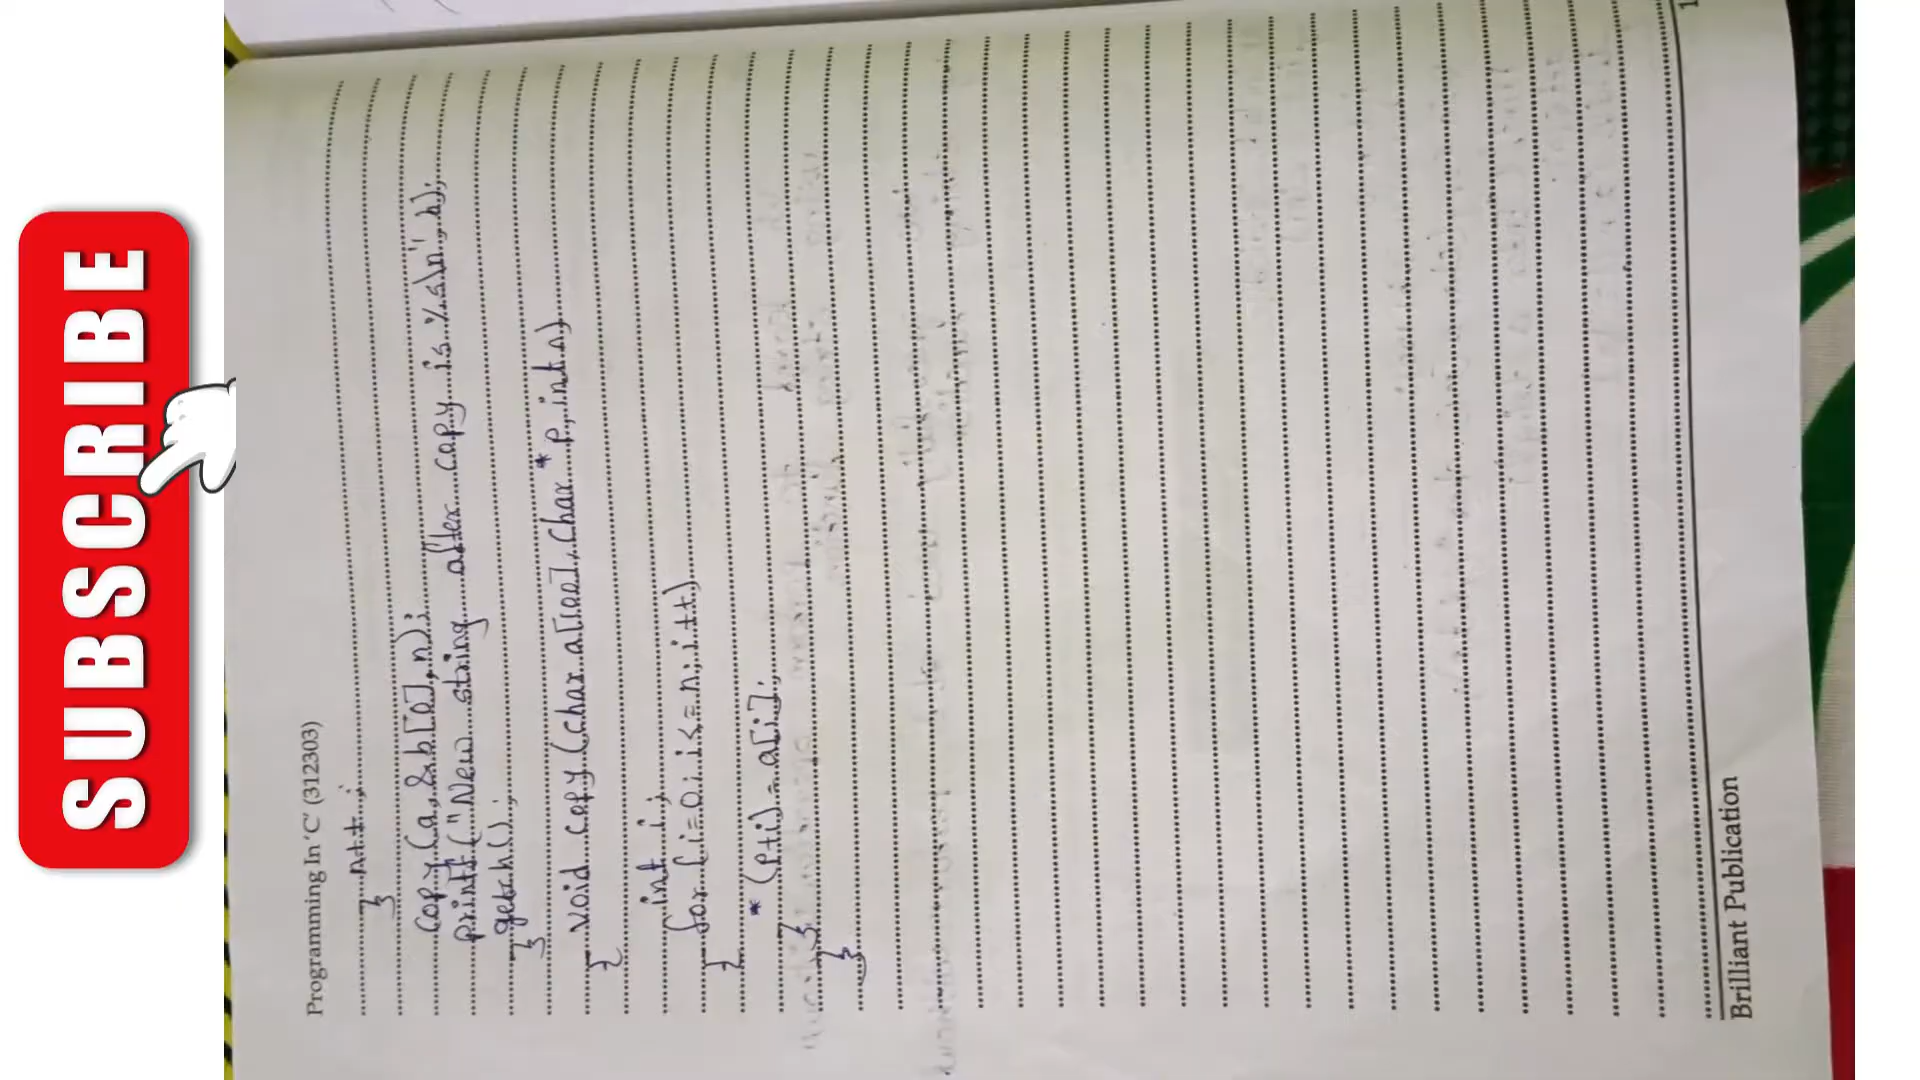 SUBSCRIBE
Programming In 'C' (312303)
n++;
}
copy(a,&b[0],n);
printf("New string after copy is %s\n",b);
getch();
}
void copy(char a[100],char *p,int n)
{
int i;
for(i=0;i<=n;i++)
{
*(p+i)=a[i];
}
}
Brilliant Publication
1